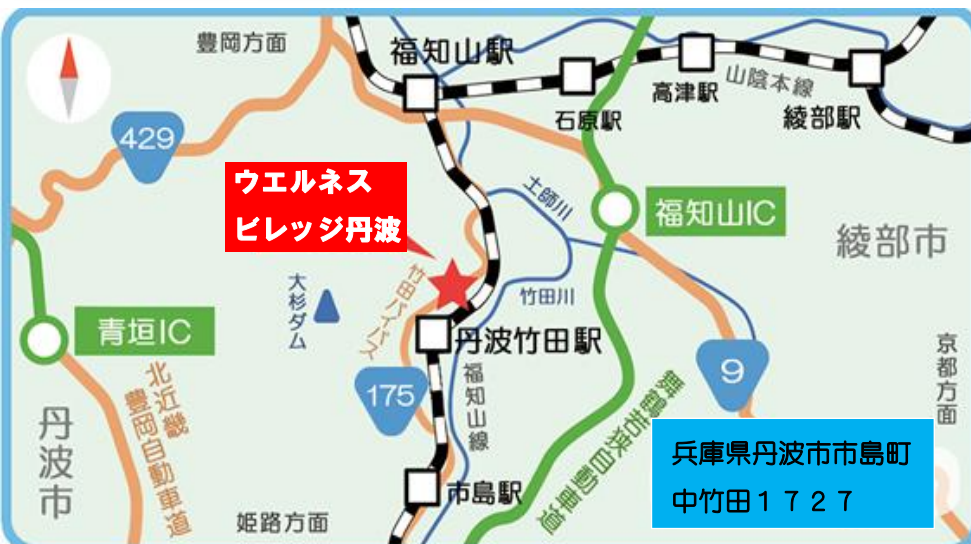 豊岡方面
福知山駅
石原駅
高津駅
山陰本線
綾部駅
429
ウエルネス
ビレッジ丹波
土師川
福知山IC
綾部市
大杉ダム
竹田バイパス
竹田川
青垣IC
丹波竹田駅
175
福知山線
9
京都方面
北近畿
豊岡自動車道
舞鶴若狭自動車道
丹波市
市島駅
姫路方面
兵庫県丹波市市島町
中竹田１７２７